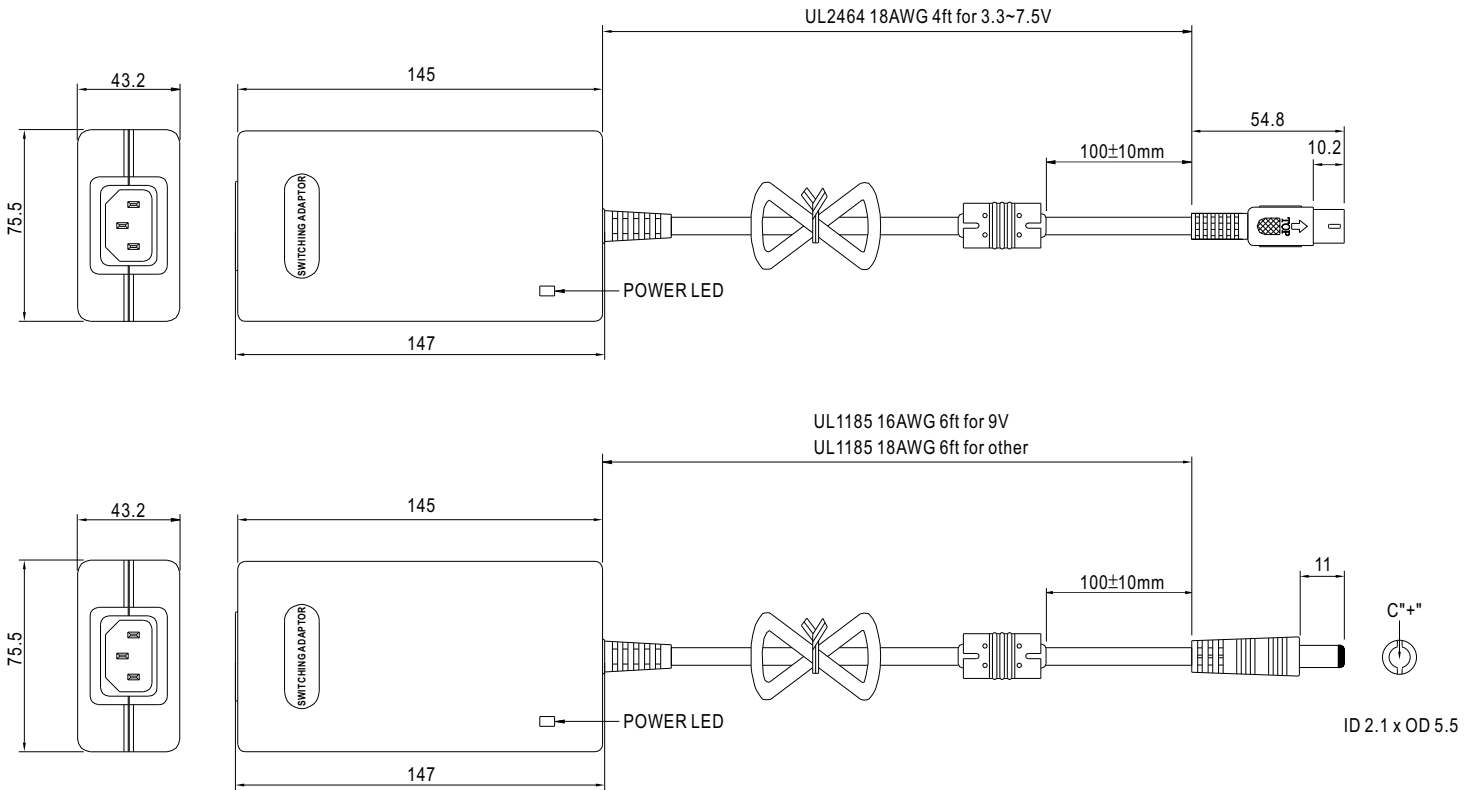 UL2464 18AWG 4ft for 3.3~7.5V
43.2
145
54.8
100±10mm
10.2
75.5
SWITCHING ADAPTOR
TOP
POWER LED
147
UL1185 16AWG 6ft for 9V
UL1185 18AWG 6ft for other
43.2
145
11
100±10mm
C"+"
75.5
SWITCHING ADAPTOR
POWER LED
ID 2.1 x OD 5.5
147